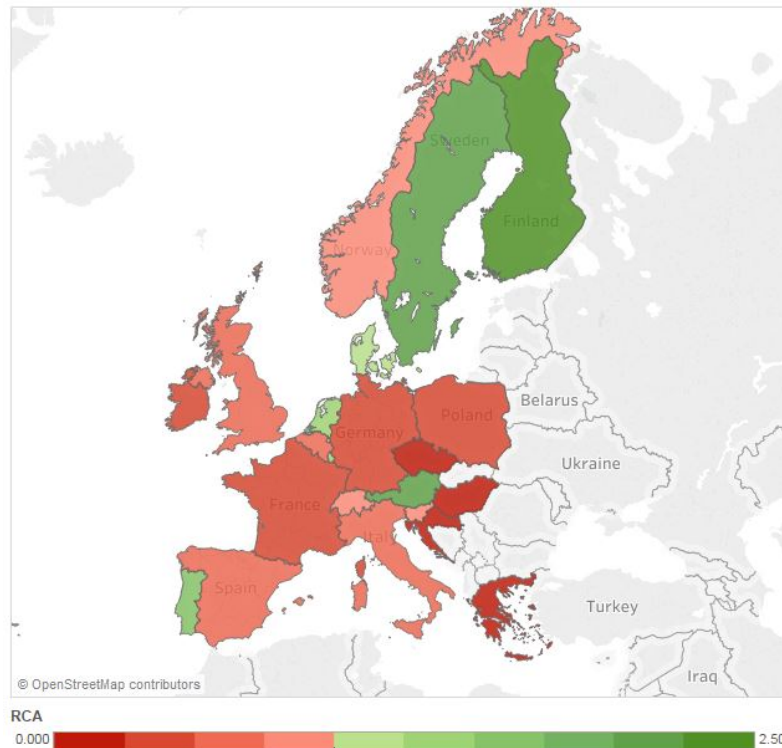 Sweden
Finland
Norway
Belarus
Poland
Germany
Ukraine
France
Italy
Spain
Turkey
Iraq
© OpenStreetMap contributors
RCA
0.000 2.50